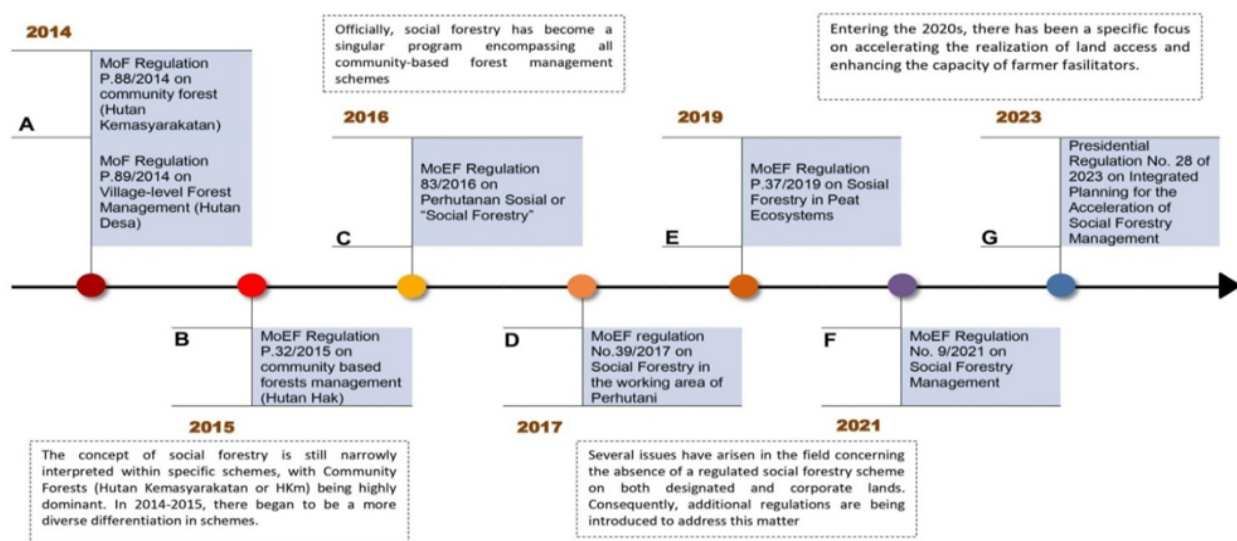 2014
A
MoF Regulation
P.88/2014 on
community forest
(Hutan
Kemasyarakatan)
MoF Regulation
P.89/2014 on
Village-level Forest
Management (Hutan
Desa)
Officially, social forestry has become a
singular program encompassing all
community-based forest management
schemes
2016
C
MoEF Regulation
83/2016 on
Perhutanan Sosial or
“Social Forestry”
2019
E
MoEF Regulation
P.37/2019 on Sosial
Forestry in Peat
Ecosystems
Entering the 2020s, there has been a specific focus
on accelerating the realization of land access and
enhancing the capacity of farmer fasilitators.
2023
G
Presidential
Regulation No. 28 of
2023 on Integrated
Planning for the
Acceleration of
Social Forestry
Management
B
MoEF Regulation
P.32/2015 on
community based
forests management
(Hutan Hak)
2015
The concept of social forestry is still narrowly
interpreted within specific schemes, with Community
Forests (Hutan Kemasyarakatan or HKm) being highly
dominant. In 2014-2015, there began to be a more
diverse differentiation in schemes.
D
MoEF regulation
No.39/2017 on
Social Forestry in
the working area of
Perhutani
2017
F
MoEF Regulation
No. 9/2021 on
Social Forestry
Management
2021
Several issues have arisen in the field concerning
the absence of a regulated social forestry scheme
on both designated and corporate lands.
Consequently, additional regulations are being
introduced to address this matter